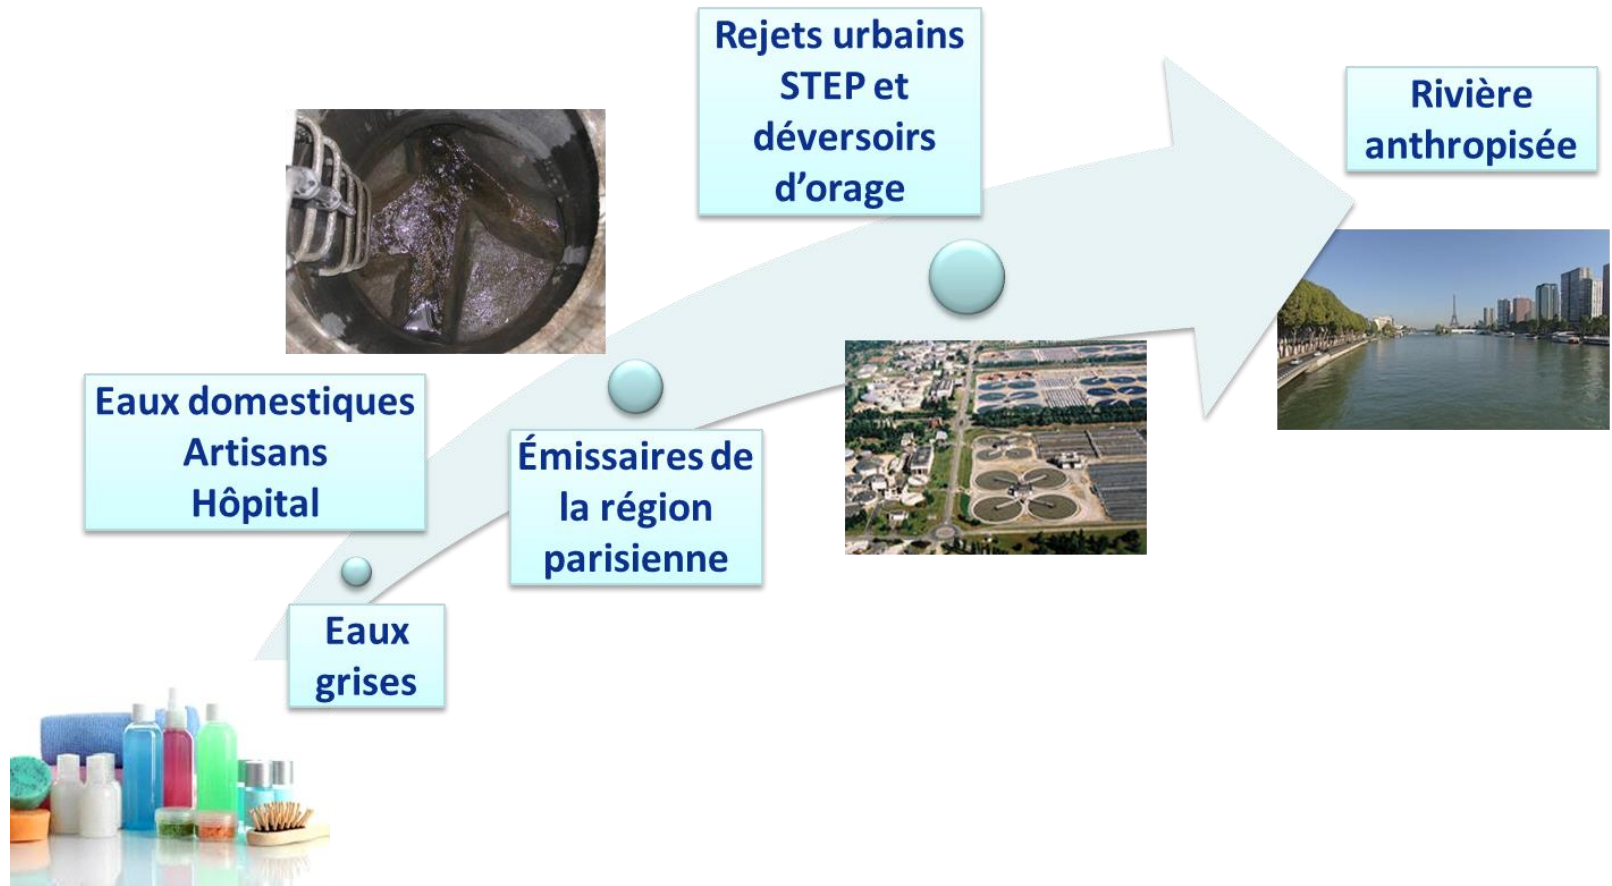 Rejets urbains
STEP et
déversoirs
d’orage
Rivière
anthropisée
Eaux domestiques
Artisans
Hôpital
Émissaires de
la région
parisienne
Eaux
grises